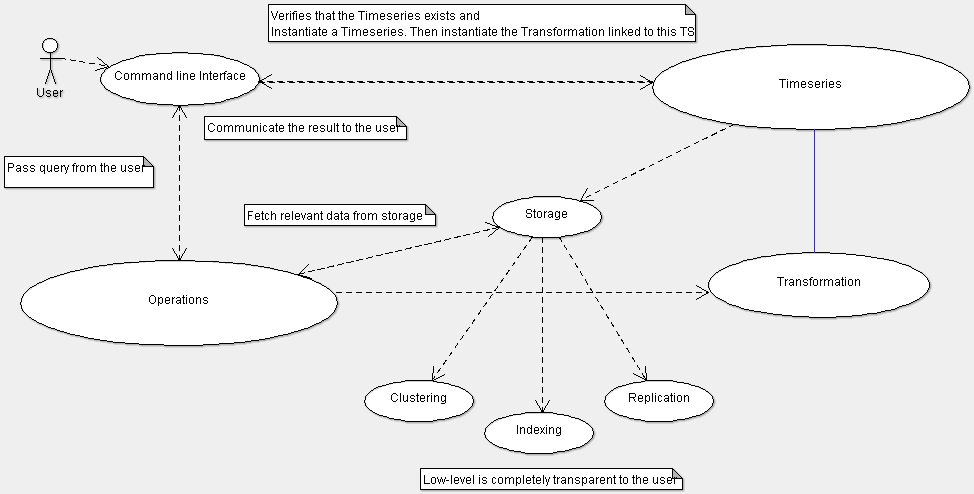 Verifies that the Timeseries exists and
Instantiate a Timeseries. Then instantiate the Transformation linked to this TS
User
Command line Interface
Timeseries
Communicate the result to the user
Pass query from the user
Fetch relevant data from storage
Storage
Operations
Transformation
Clustering
Replication
Indexing
Low-level is completely transparent to the user